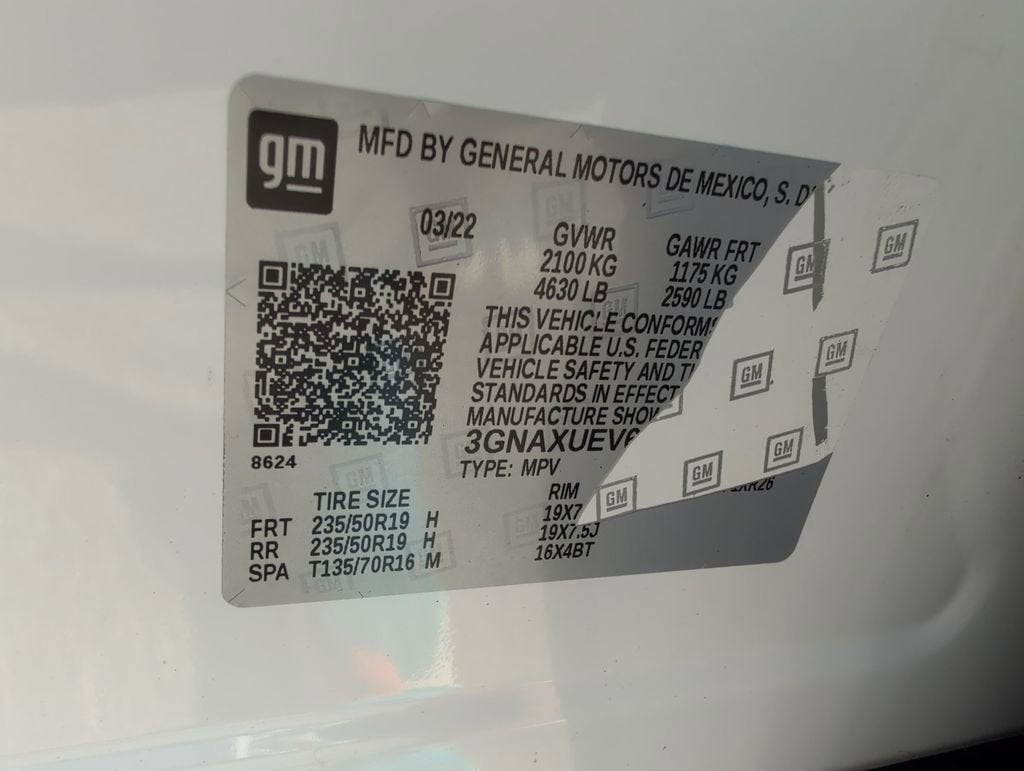 gm
MFD BY GENERAL MOTORS DE MEXICO, S. D
03/22
GVWR
2100 KG
4630 LB
GAWR FRT
1175 KG
2590 LB
THIS VEHICLE CONFORMS
APPLICABLE U.S. FEDER
VEHICLE SAFETY AND T
STANDARDS IN EFFECT
MANUFACTURE SHOW
3GNAXUEV6
TYPE: MPV
8624
TIRE SIZE RIM
FRT 235/50R19 H 19X7
RR 235/50R19 H 19X7.5J
SPA T135/70R16 M 16X4BT
GM
GM
GM
GM
GM
GM
GM